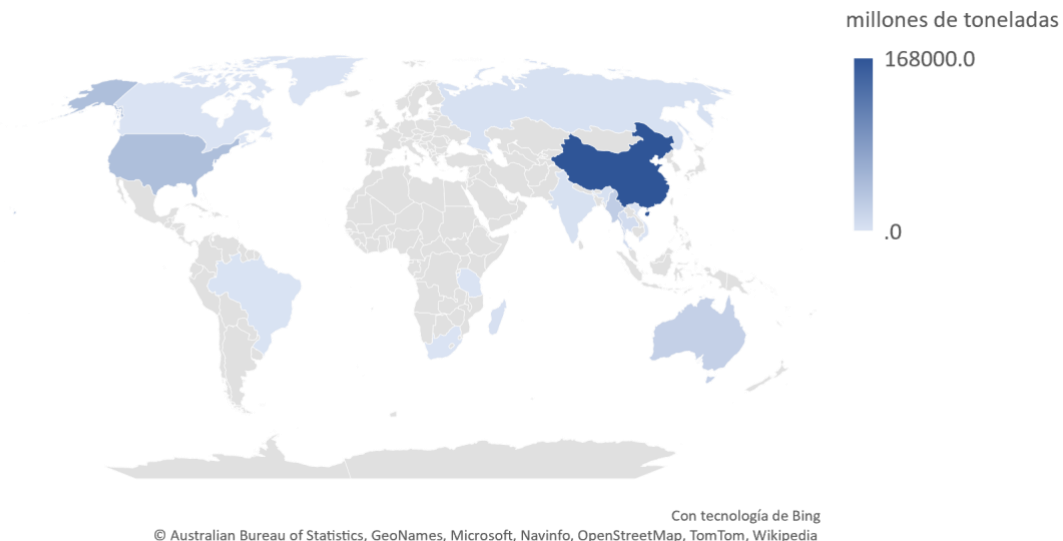 millones de toneladas
168000.0
.0
Con tecnología de Bing
© Australian Bureau of Statistics, GeoNames, Microsoft, Navinfo, OpenStreetMap, TomTom, Wikipedia